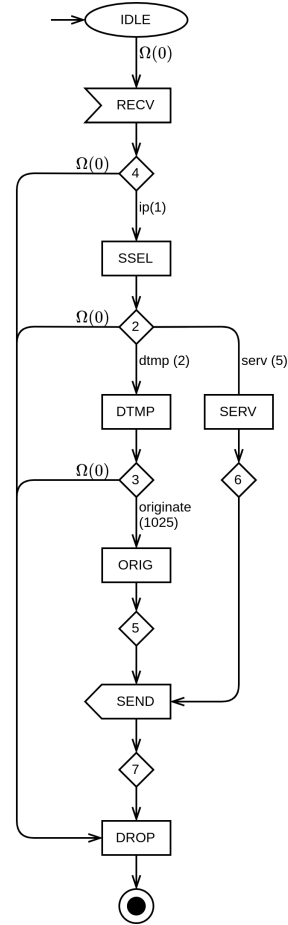 IDLE
Ω(0)
RECV
Ω(0)
4
ip(1)
SSEL
Ω(0)
2
dtmp (2)
serv (5)
DTMP
SERV
Ω(0)
3
6
originate
(1025)
ORIG
5
SEND
7
DROP